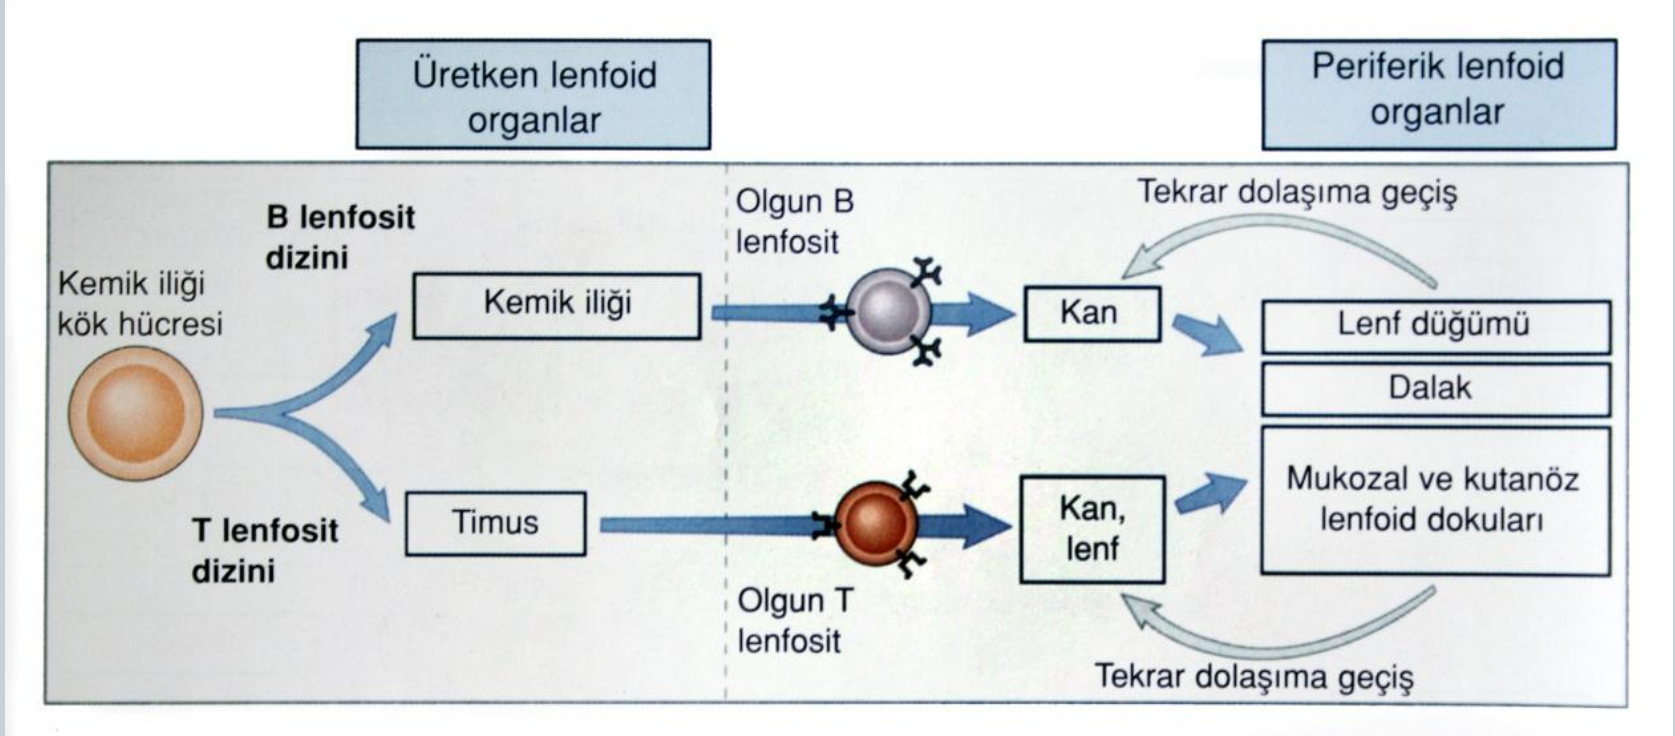 Üretken lenfoid
organlar
Periferik lenfoid
organlar
Kemik iliği
kök hücresi
B lenfosit
dizini
Kemik iliği
T lenfosit
dizini
Timus
Olgun B
lenfosit
Olgun T
lenfosit
Kan
Kan,
lenf
Tekrar dolaşıma geçiş
Lenf düğümü
Dalak
Mukozal ve kutanöz
lenfoid dokuları
Tekrar dolaşıma geçiş